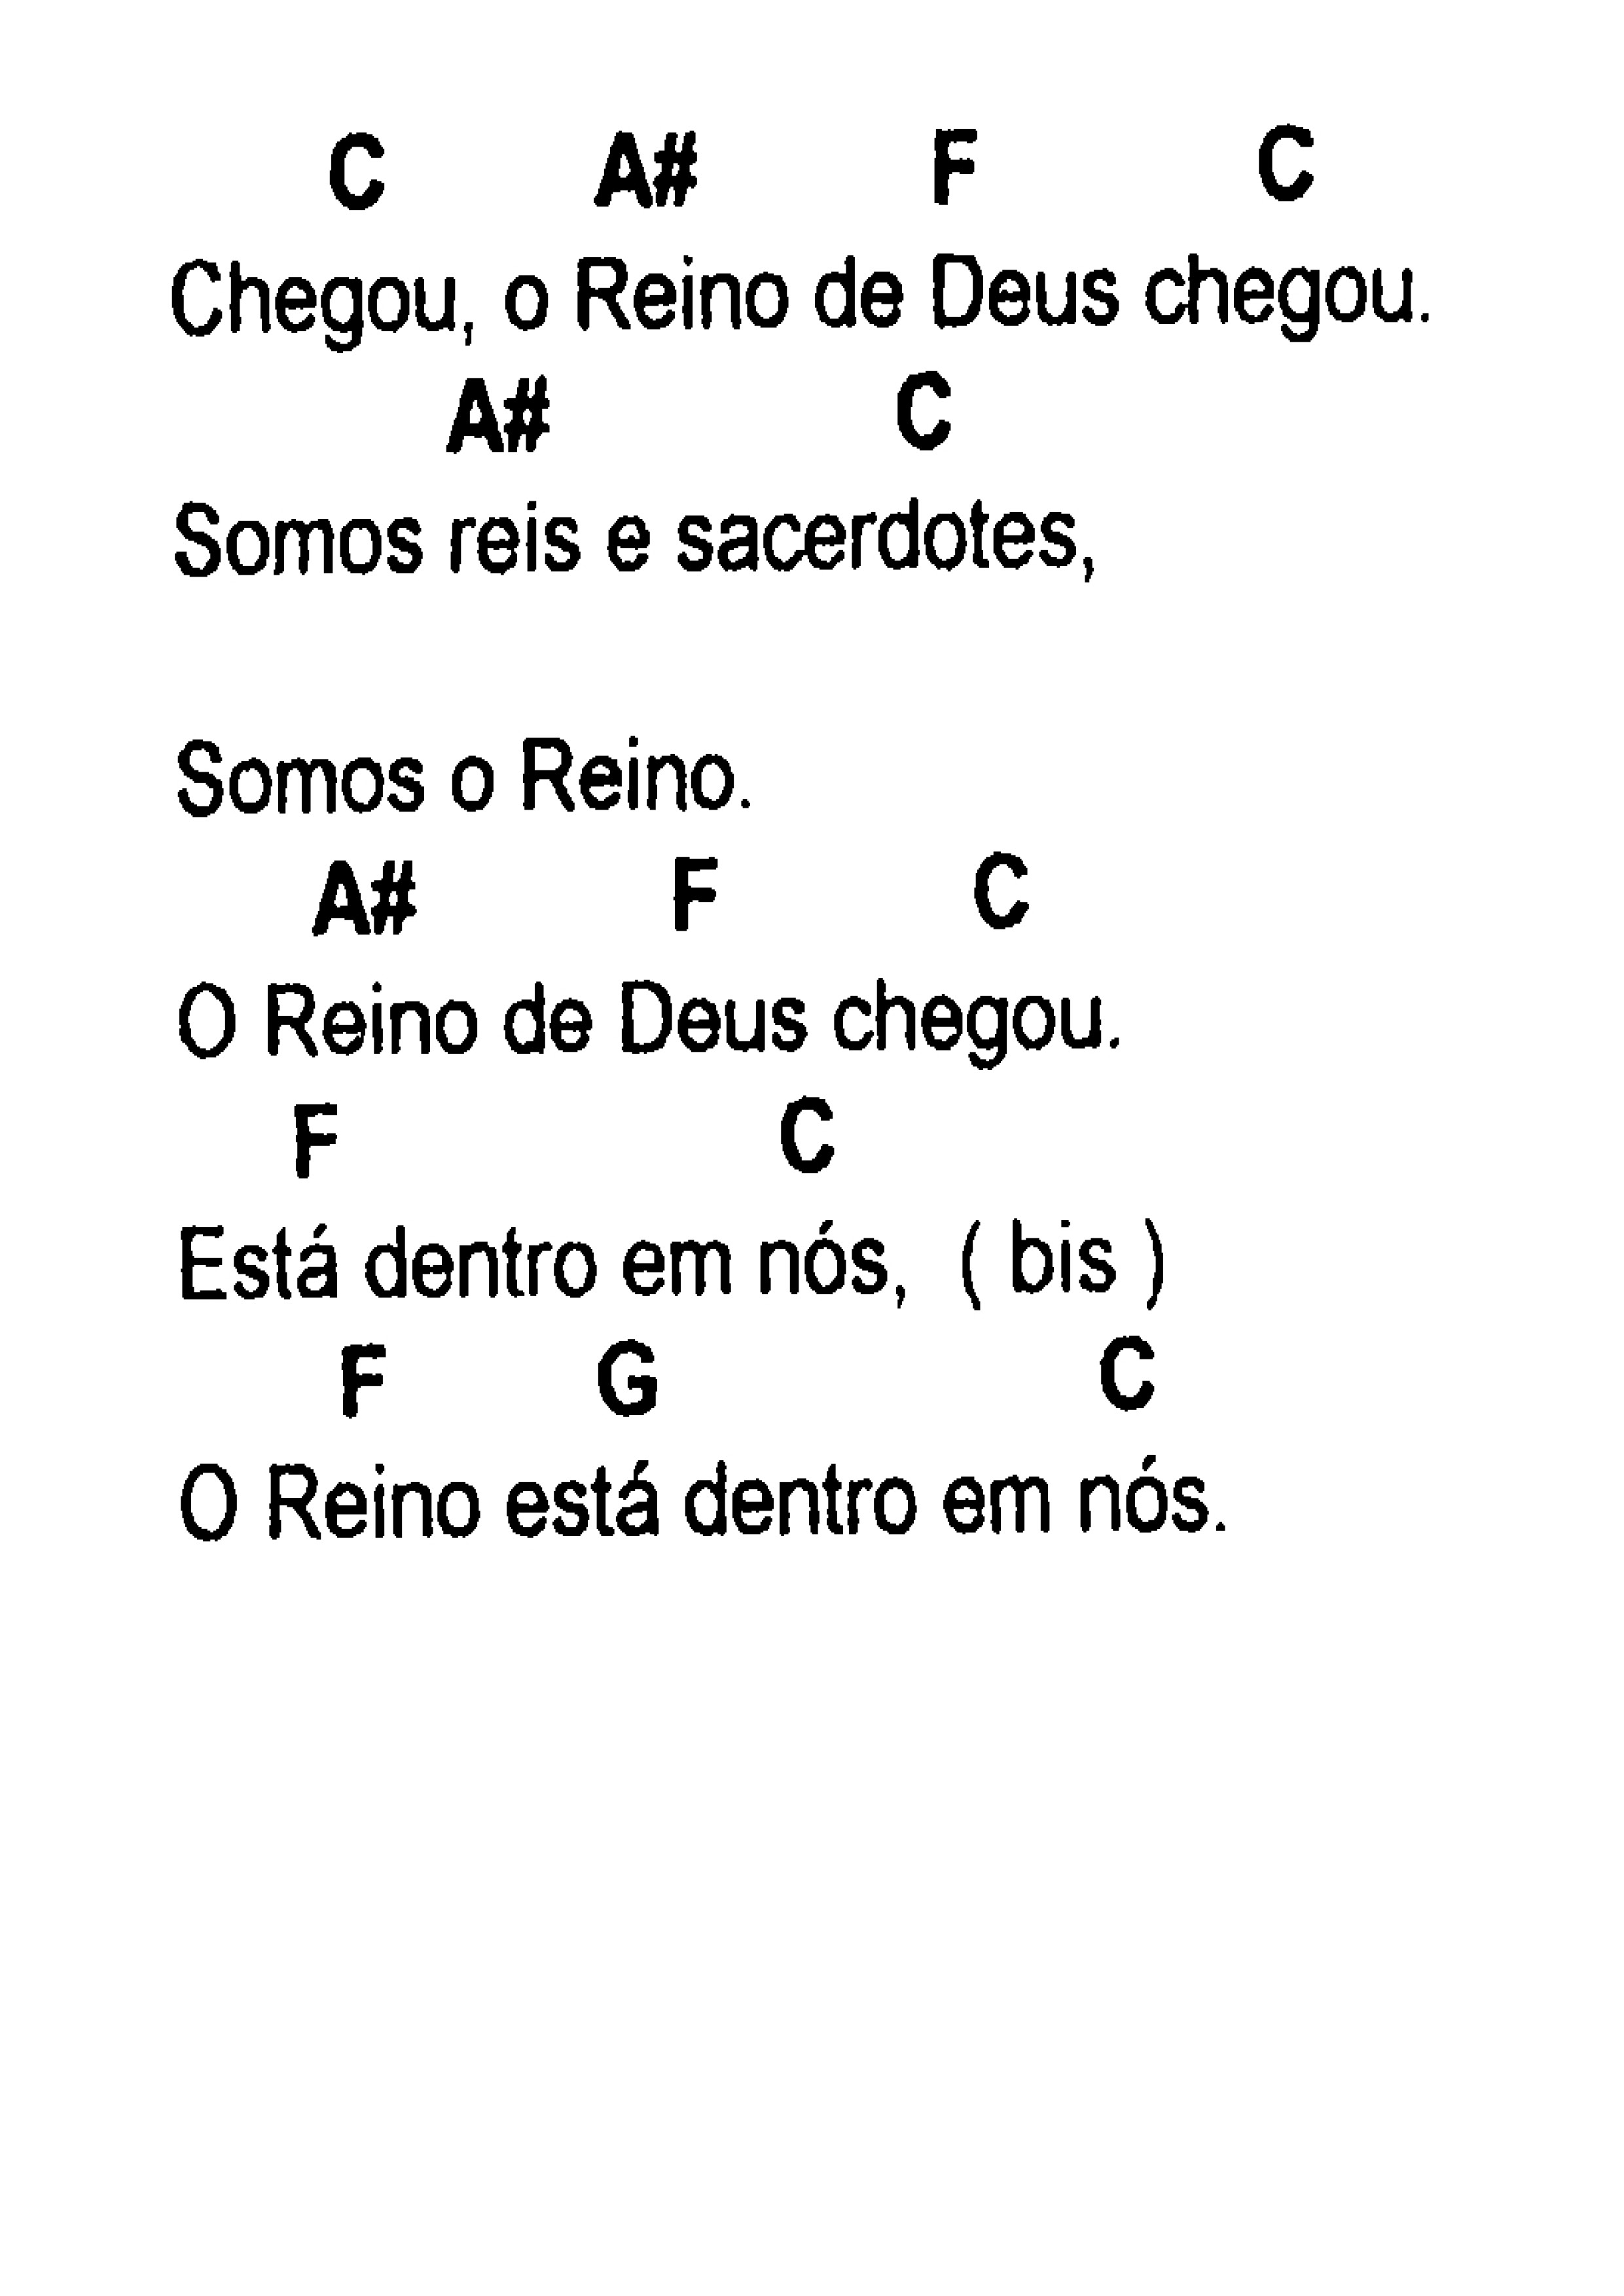 C A# F C
Chegou, o Reino de Deus chegou.
A# C
Somos reis e sacerdotes,
Somos o Reino.
A# F C
O Reino de Deus chegou.
F C
Está dentro em nós, ( bis )
F G C
O Reino está dentro em nós.